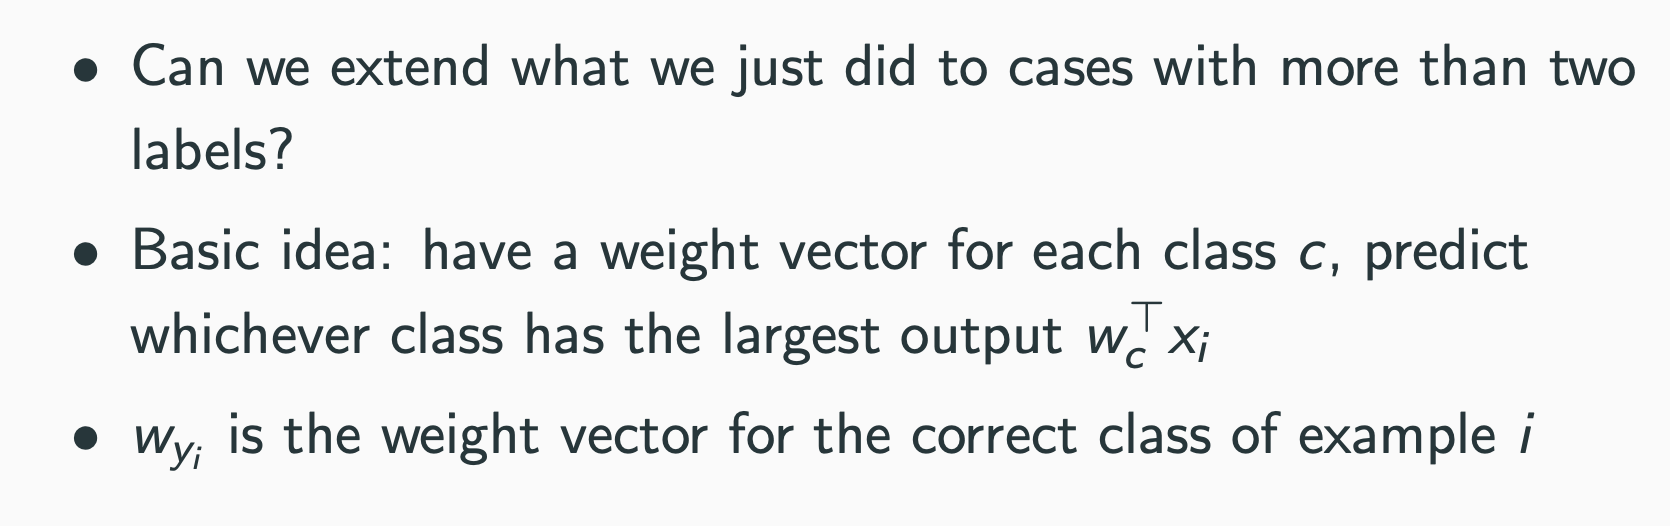 • Can we extend what we just did to cases with more than two
labels?
• Basic idea: have a weight vector for each class c, predict
whichever class has the largest output w_c^⊤ x_i
• w_{y_i} is the weight vector for the correct class of example i